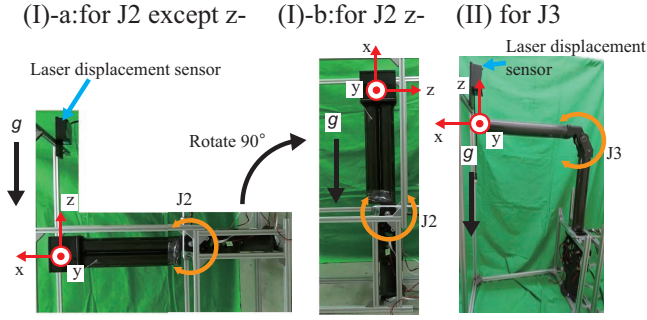 (I)-a:for J2 except z-
(I)-b:for J2 z-
(II) for J3
Laser displacement sensor
g
Rotate 90°
J2
z
x
y
x
y
z
g
J2
Laser displacement
sensor
z
x
y
g
J3